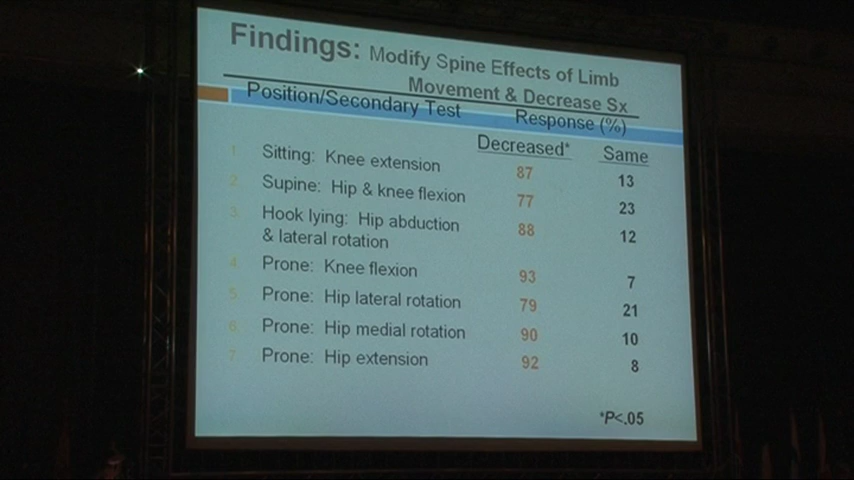 Findings: Modify Spine Effects of Limb
Movement & Decrease Sx
Position/Secondary Test Response (%)
Decreased* Same
1. Sitting: Knee extension 87 13
2. Supine: Hip & knee flexion 77 23
3. Hook lying: Hip abduction 88 12
& lateral rotation
4. Prone: Knee flexion 93 7
5. Prone: Hip lateral rotation 79 21
6. Prone: Hip medial rotation 90 10
7. Prone: Hip extension 92 8
*P<.05